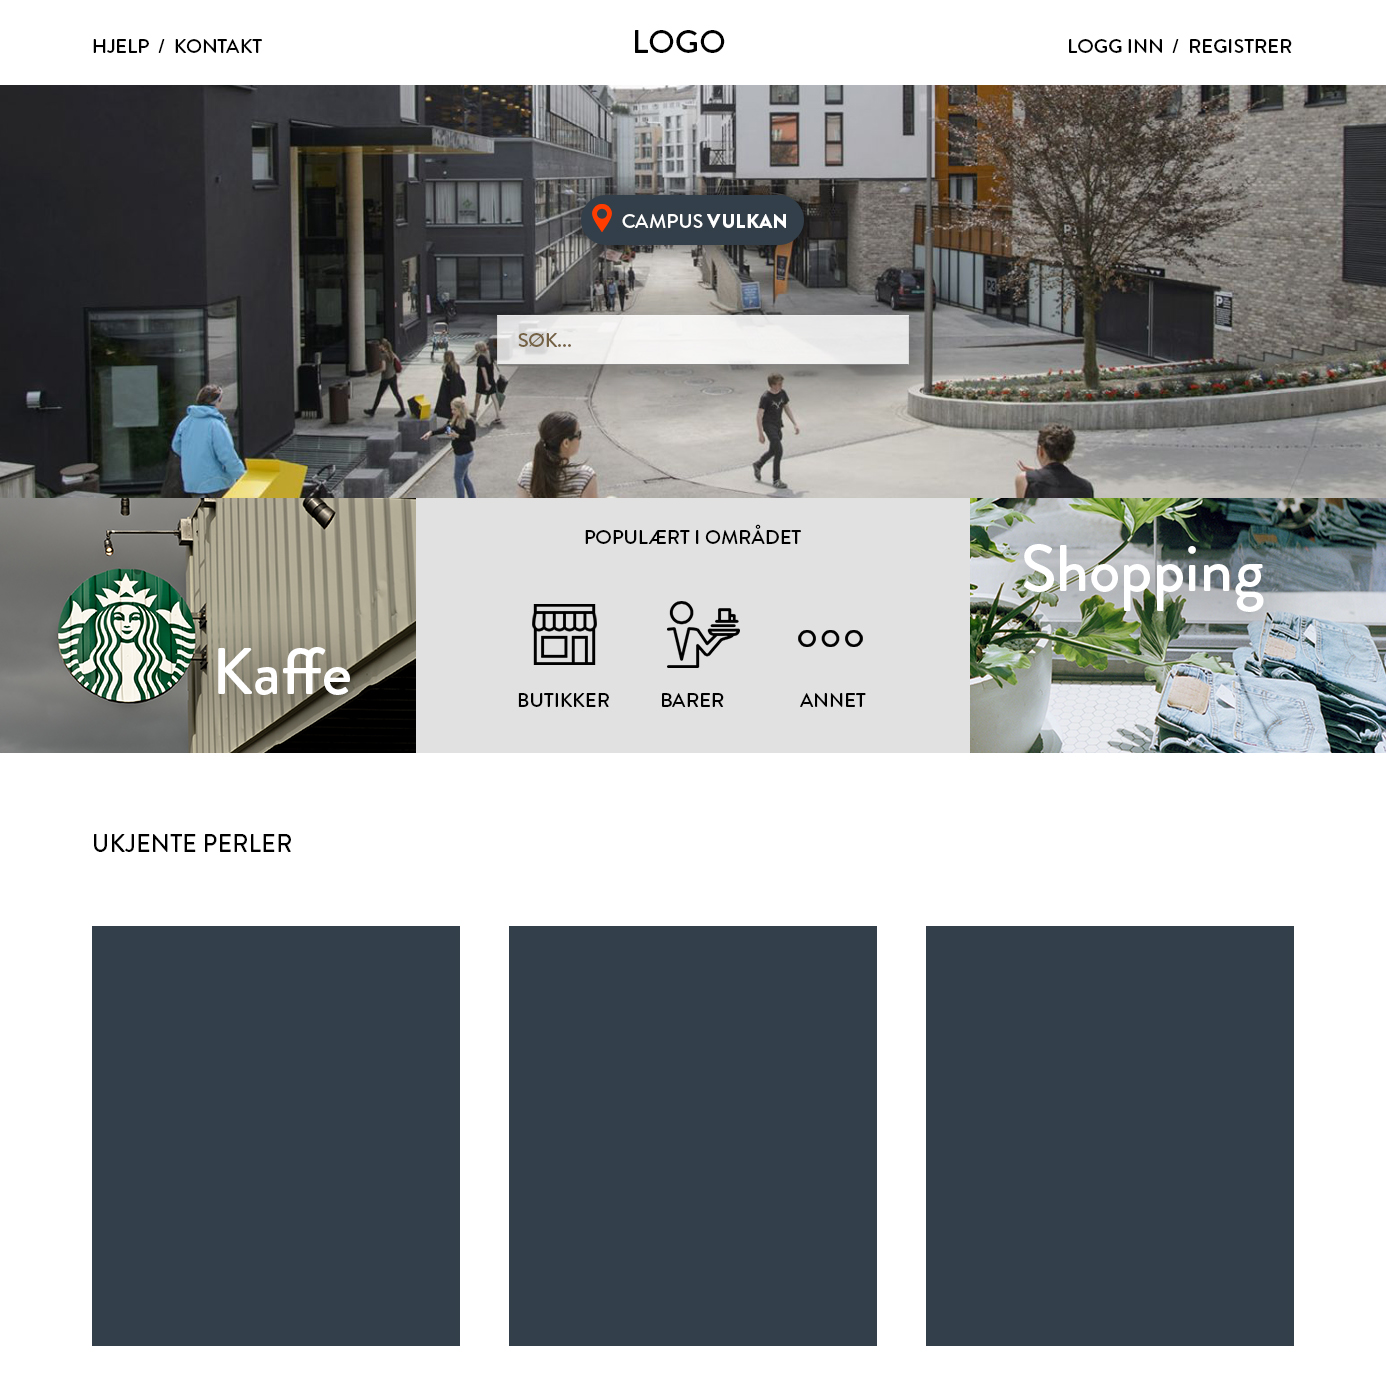 HJELP / KONTAKT
LOGO
LOGG INN / REGISTRER
CAMPUS VULKAN
SØK...
Kaffe
POPULÆRT I OMRÅDET
BUTIKKER
BARER
ANNET
Shopping
UKJENTE PERLER